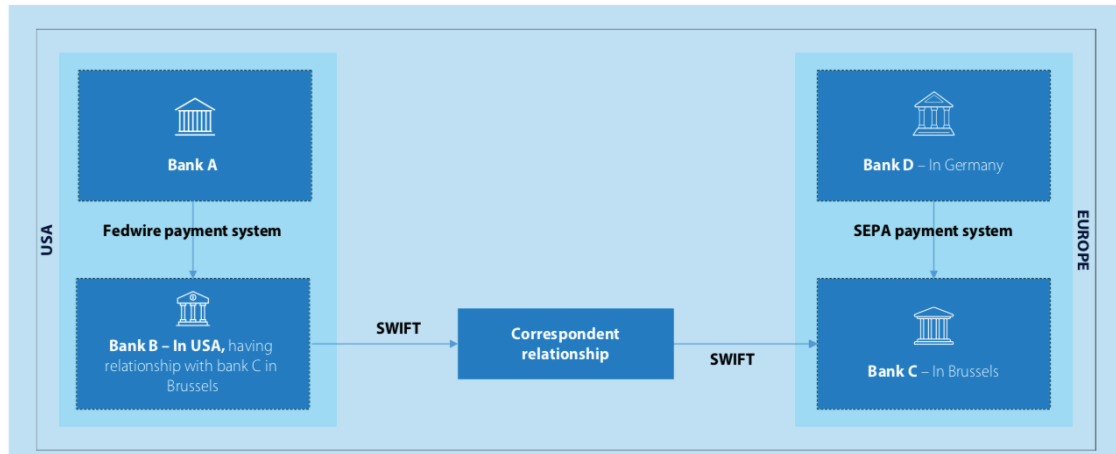 USA
Bank A
Fedwire payment system
Bank B – In USA, having
relationship with bank C in
Brussels
SWIFT
Correspondent
relationship
SWIFT
Bank D – In Germany
SEPA payment system
Bank C – In Brussels
EUROPE